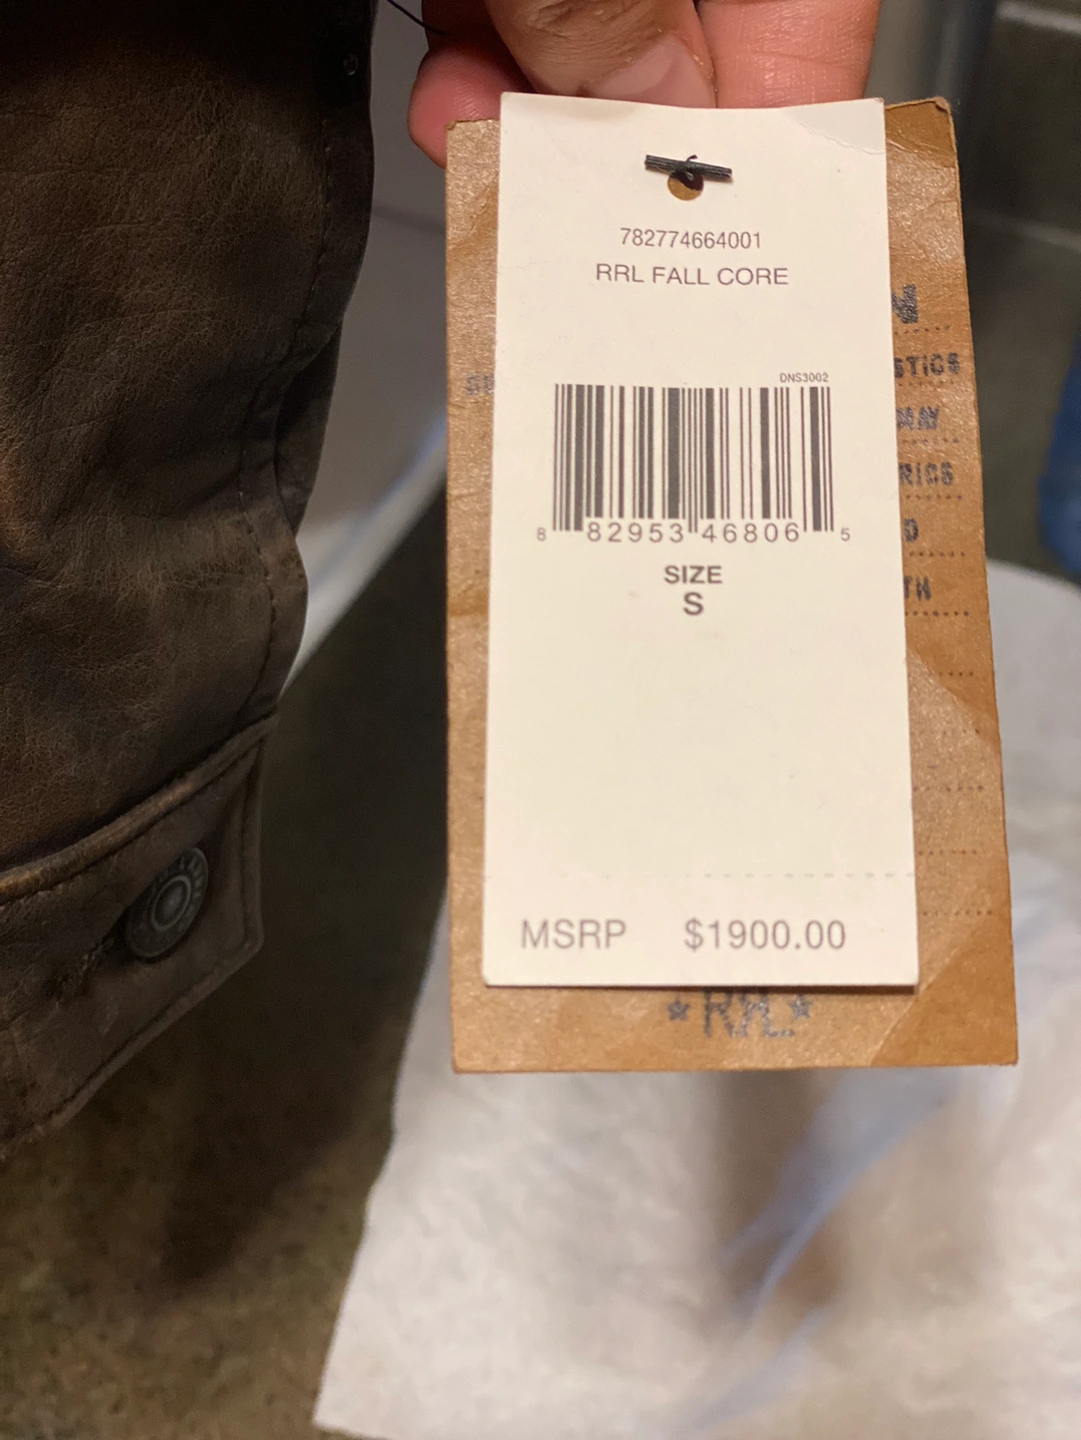 782774664001
RRL FALL CORE
DNS3002
8 82953 46806 5
SIZE
S
MSRP $1900.00
RRL